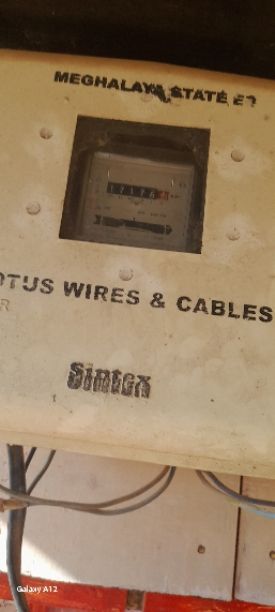 MEGHALAYA STATE
OTUS WIRES & CABLES
R
Sintex
Galaxy A12